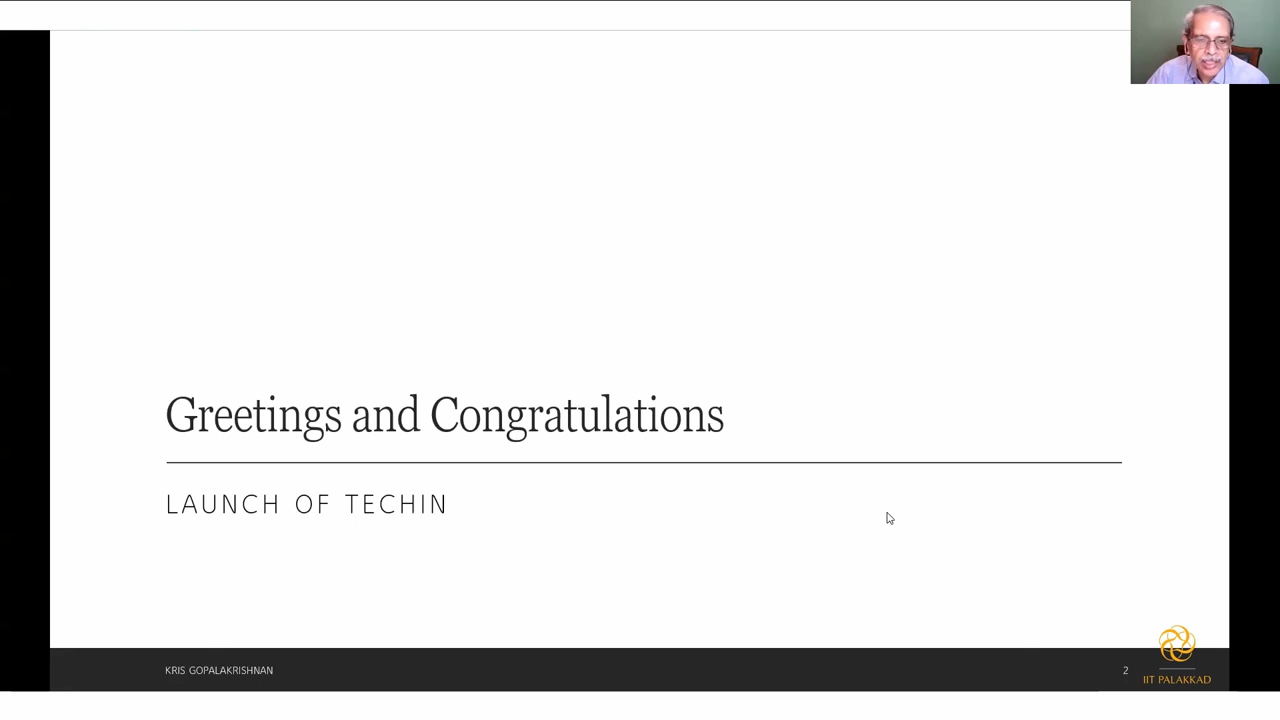 Greetings and Congratulations
LAUNCH OF TECHIN
KRIS GOPALAKRISHNAN
2
IIT PALAKKAD